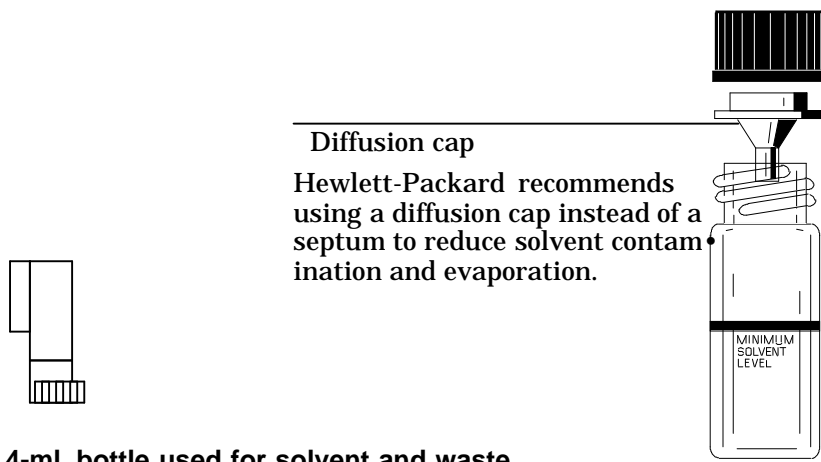 Diffusion cap
Hewlett-Packard recommends
using a diffusion cap instead of a
septum to reduce solvent contam
ination and evaporation.
MINIMUM
SOLVENT
LEVEL
4-mL bottle used for solvent and waste